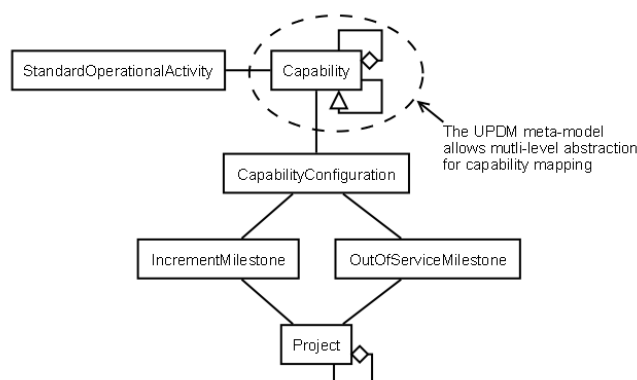 StandardOperationalActivity
Capability
The UPDM meta-model
allows mutli-level abstraction
for capability mapping
CapabilityConfiguration
IncrementMilestone
OutOfServiceMilestone
Project